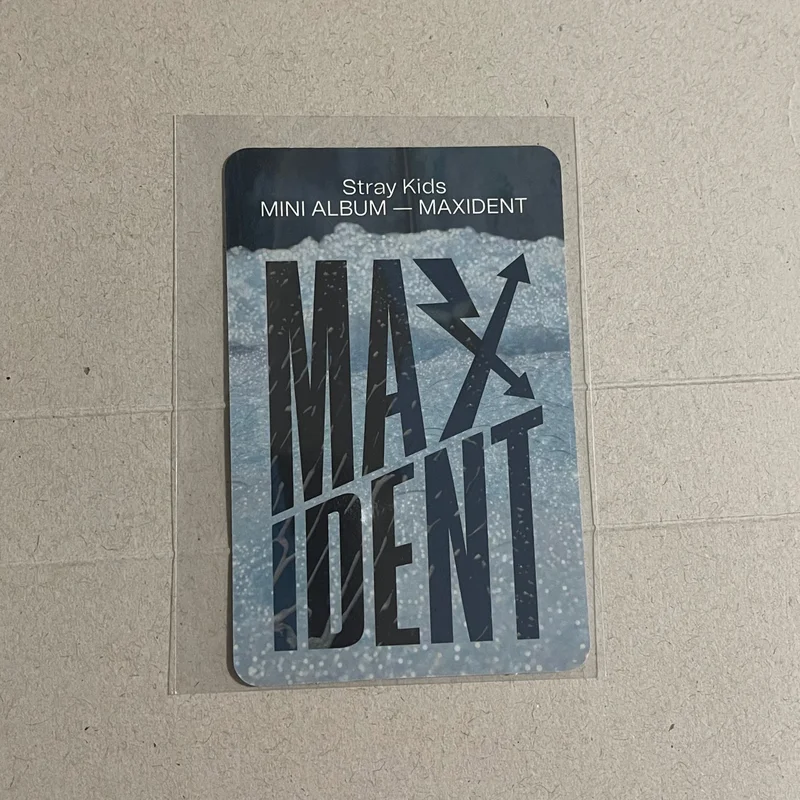 Stray Kids
MINI ALBUM — MAXIDENT
MAX
IDENT